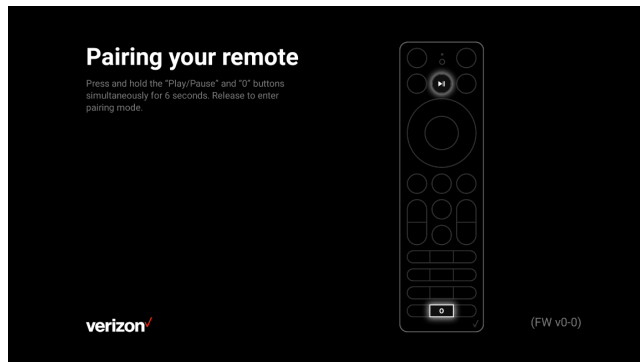 Pairing your remote
Press and hold the "Play/Pause" and "0" buttons
simultaneously for 6 seconds. Release to enter
pairing mode.
0
verizon✓
(FW v0-0)